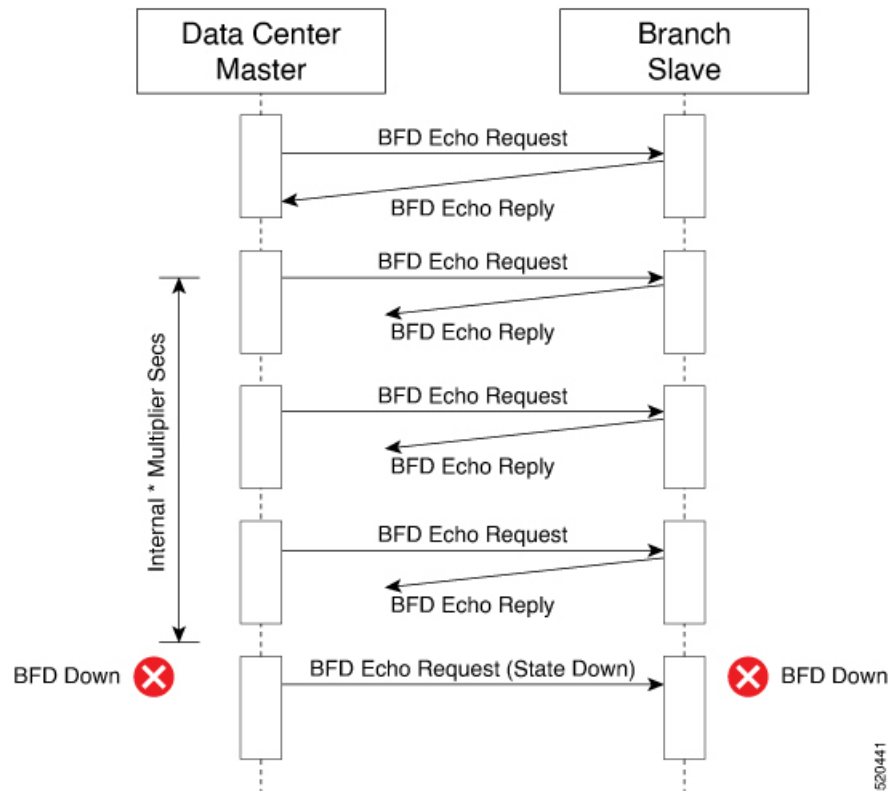 Data Center
Master
Branch
Slave
BFD Echo Request
BFD Echo Reply
BFD Echo Request
BFD Echo Reply
Internal * Multiplier Secs
BFD Echo Request
BFD Echo Reply
BFD Echo Request
BFD Echo Reply
BFD Down
BFD Echo Request (State Down)
BFD Down
520441